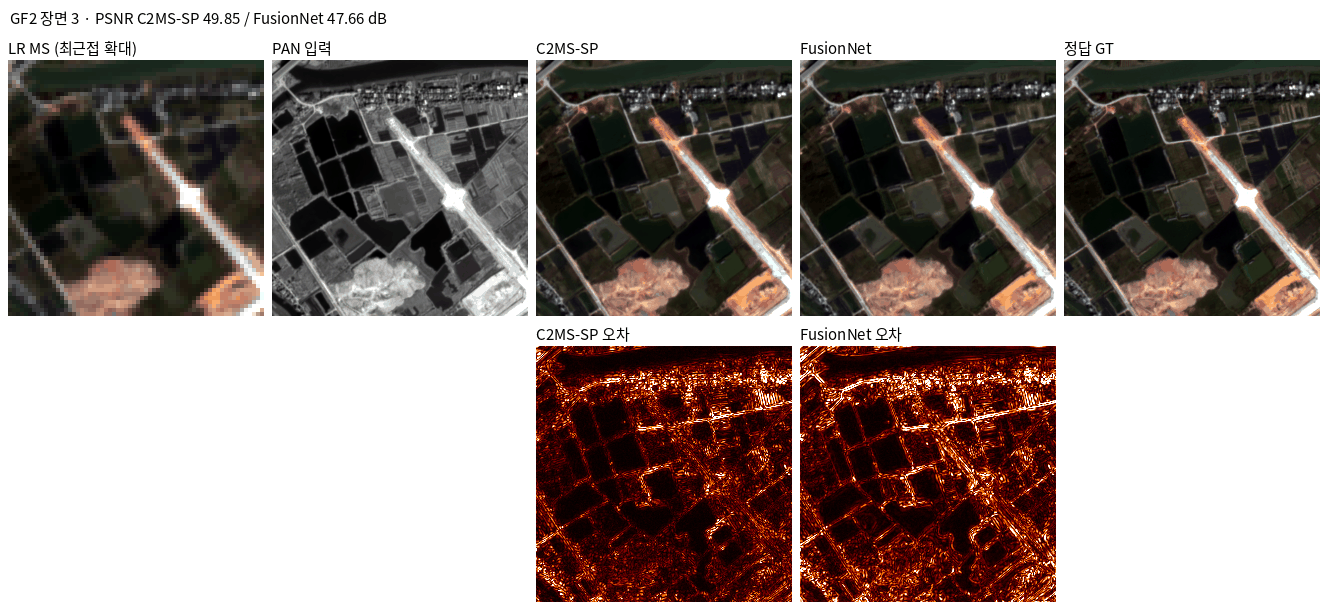 GF2 장면 3 · PSNR C2MS-SP 49.85 / FusionNet 47.66 dB
LR MS (최근접 확대)
PAN 입력
C2MS-SP
FusionNet
정답 GT
C2MS-SP 오차
FusionNet 오차